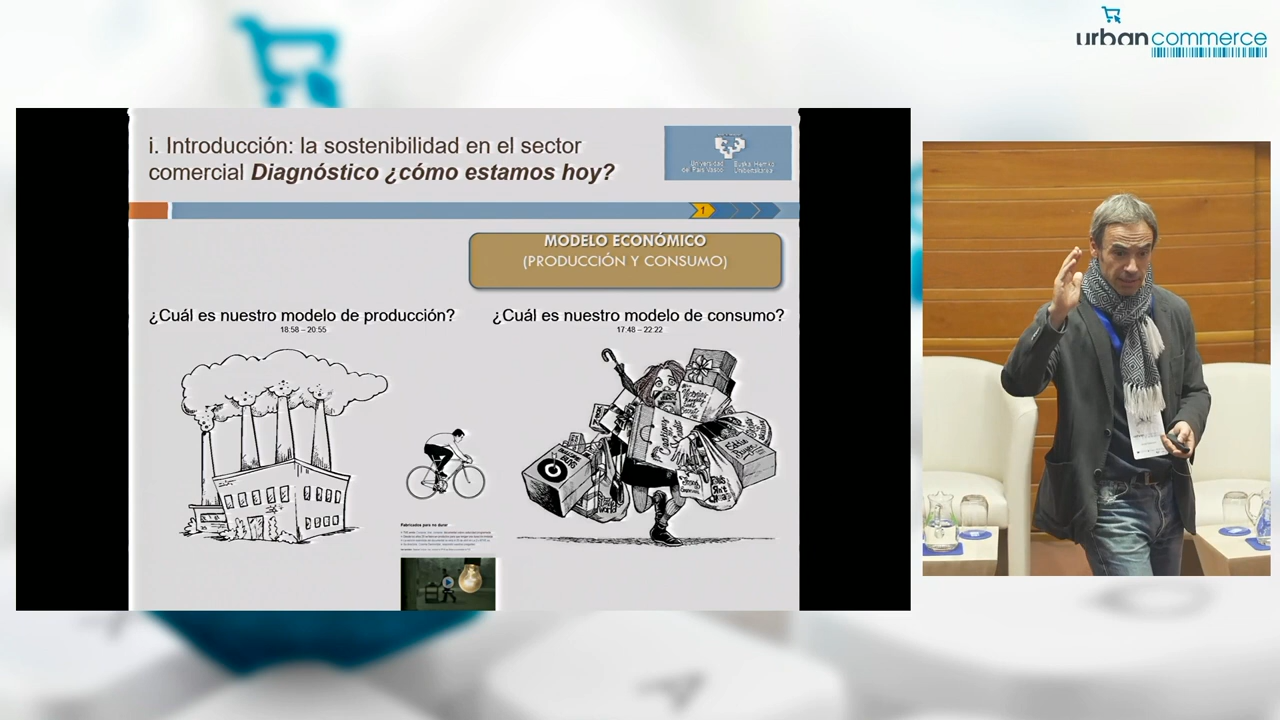 urbancommerce
i. Introducción: la sostenibilidad en el sector
comercial Diagnóstico ¿cómo estamos hoy?
Universidad
del País Vasco
Euskal Herriko
Unibertsitatea
1
MODELO ECONÓMICO
(PRODUCCIÓN Y CONSUMO)
¿Cuál es nuestro modelo de producción?
18:58 – 20:55
¿Cuál es nuestro modelo de consumo?
17:48 – 22:22
Fabricados para no durar